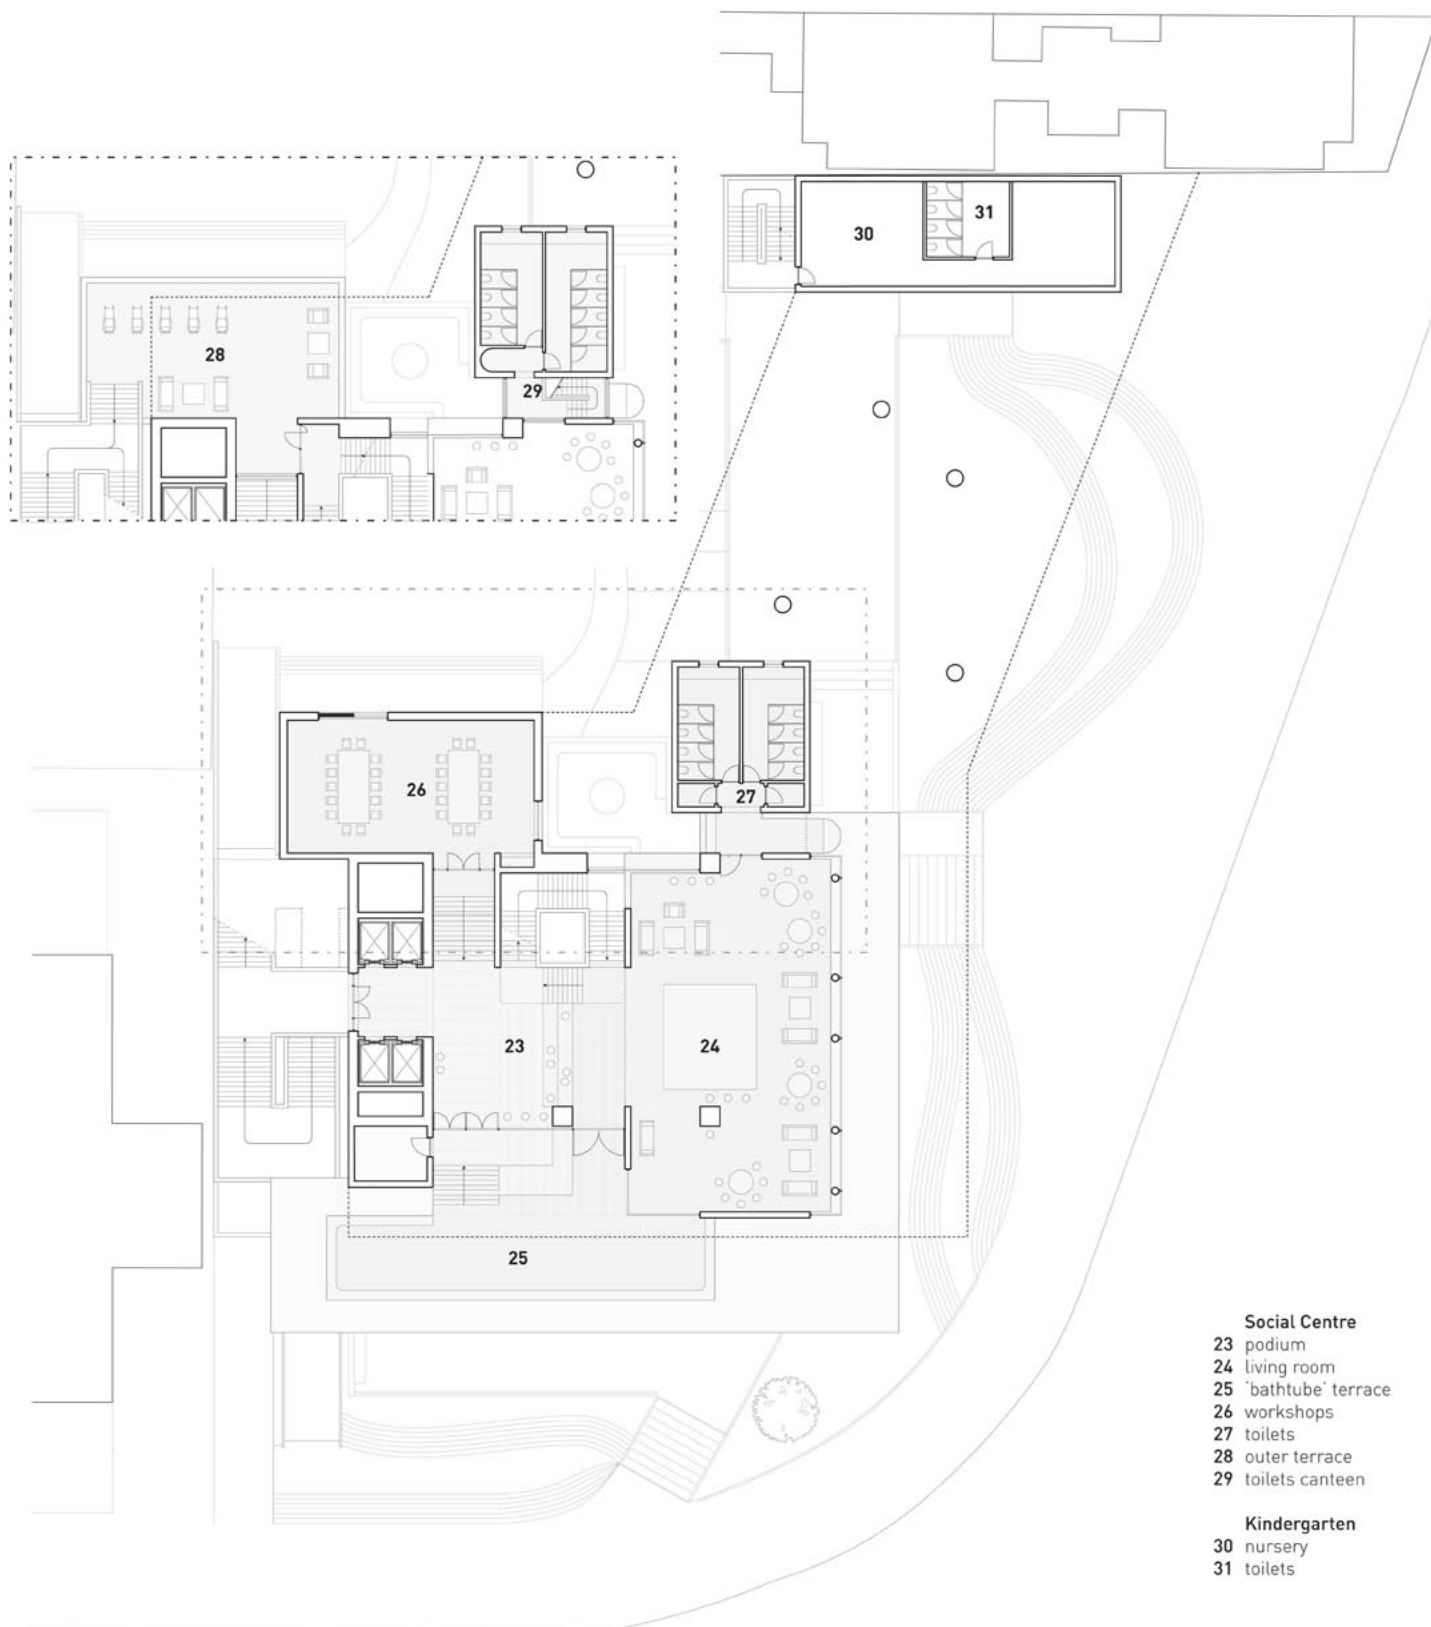 31
30
28
29
26
27
23
24
25
Social Centre
23 podium
24 living room
25 'bathtube' terrace
26 workshops
27 toilets
28 outer terrace
29 toilets canteen
Kindergarten
30 nursery
31 toilets